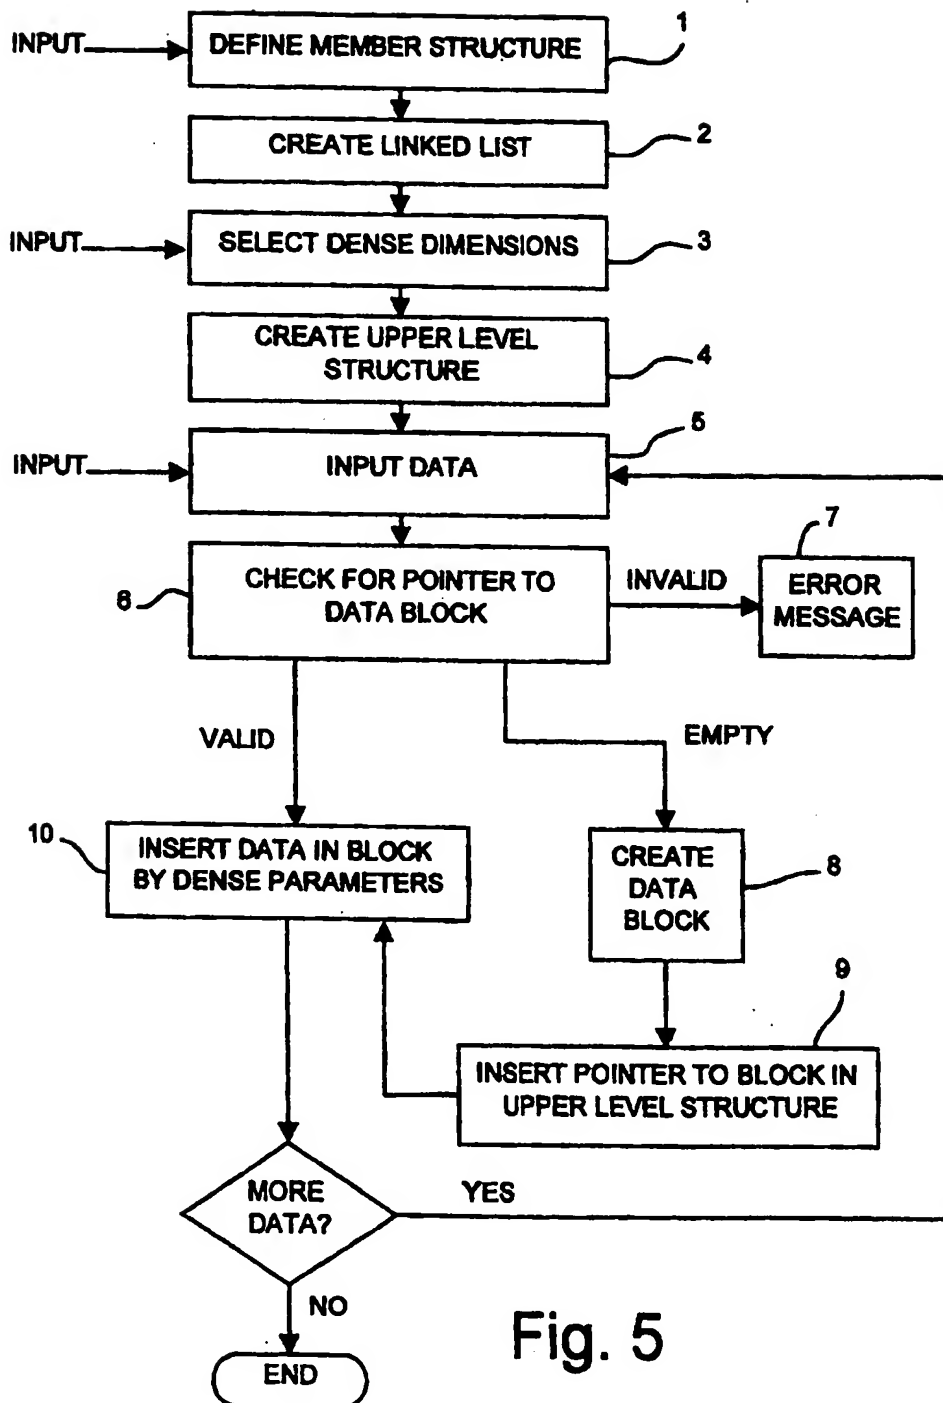 1
INPUT
DEFINE MEMBER STRUCTURE
2
CREATE LINKED LIST
INPUT
SELECT DENSE DIMENSIONS
3
CREATE UPPER LEVEL
STRUCTURE
4
5
INPUT
INPUT DATA
7
6
CHECK FOR POINTER TO
DATA BLOCK
INVALID
ERROR
MESSAGE
VALID
EMPTY
10
INSERT DATA IN BLOCK
BY DENSE PARAMETERS
CREATE
DATA
BLOCK
8
9
INSERT POINTER TO BLOCK IN
UPPER LEVEL STRUCTURE
MORE
DATA?
YES
NO
END
Fig. 5